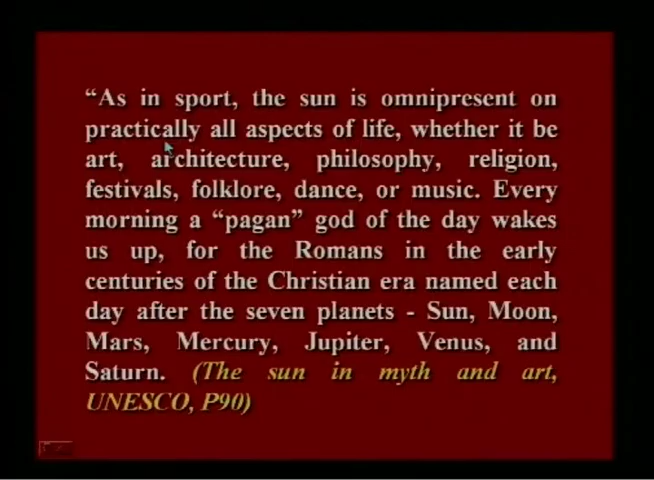 “As in sport, the sun is omnipresent on
practically all aspects of life, whether it be
art, architecture, philosophy, religion,
festivals, folklore, dance, or music. Every
morning a “pagan” god of the day wakes
us up, for the Romans in the early
centuries of the Christian era named each
day after the seven planets - Sun, Moon,
Mars, Mercury, Jupiter, Venus, and
Saturn. (The sun in myth and art,
UNESCO, P90)